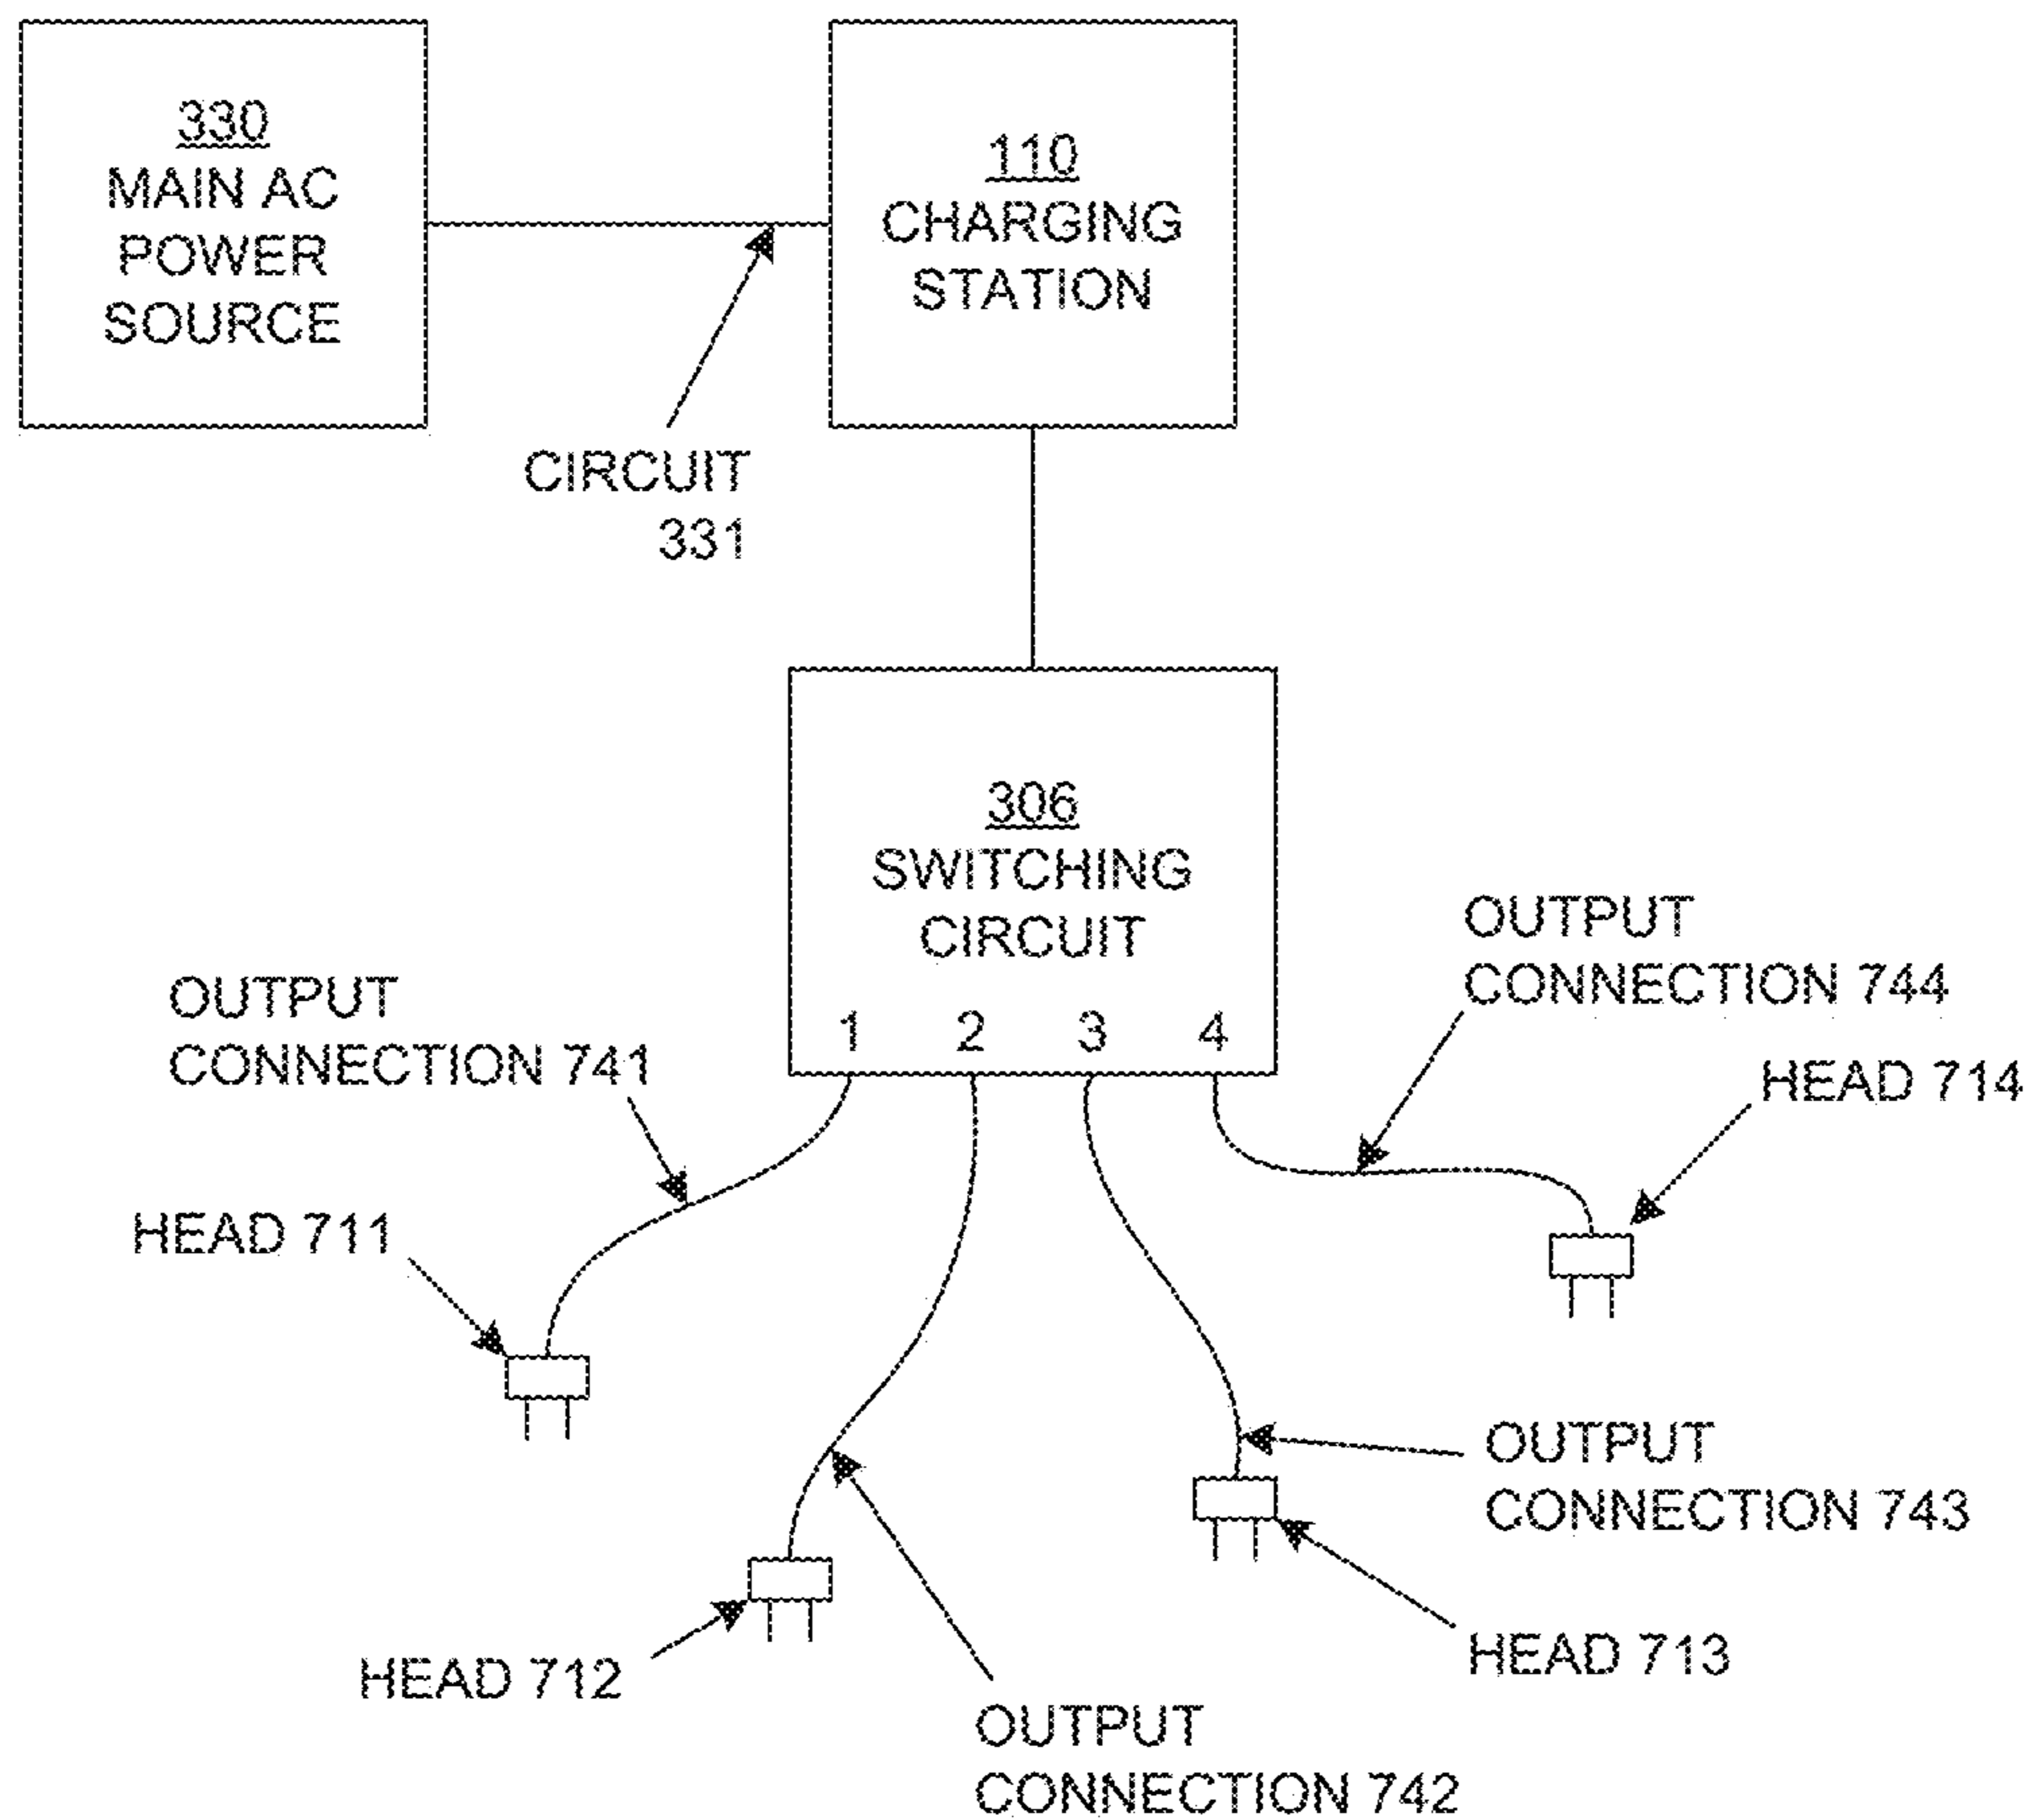 330
MAIN AC
POWER
SOURCE
110
CHARGING
STATION
CIRCUIT
331
306
SWITCHING
CIRCUIT
1 2 3 4
OUTPUT
CONNECTION 741
OUTPUT
CONNECTION 744
HEAD 714
HEAD 711
OUTPUT
CONNECTION 743
HEAD 713
HEAD 712
OUTPUT
CONNECTION 742